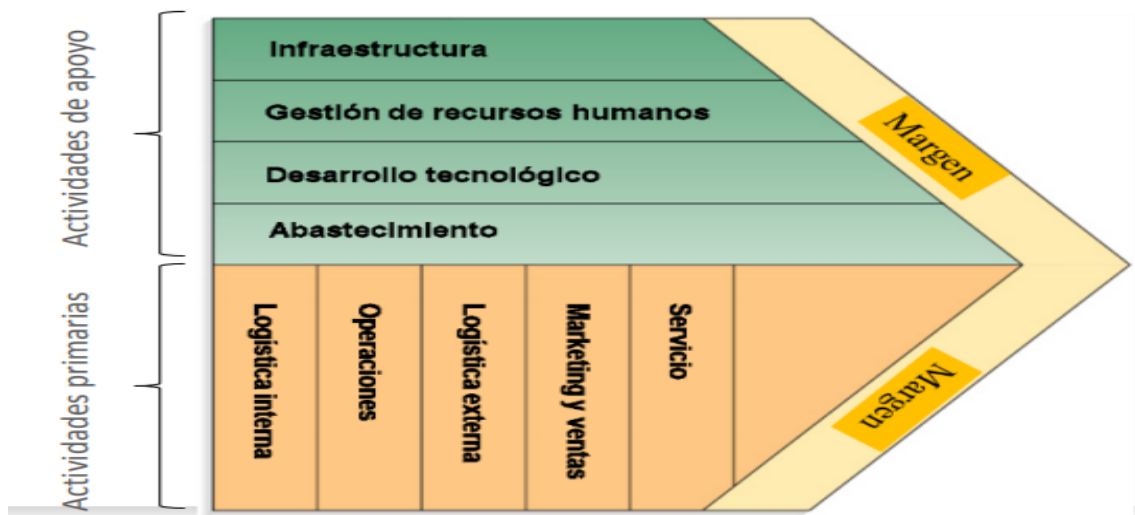 Actividades de apoyo
Infraestructura
Gestión de recursos humanos
Desarrollo tecnológico
Abastecimiento
Margen
Actividades primarias
Logística interna
Operaciones
Logística externa
Marketing y ventas
Servicio
Margen